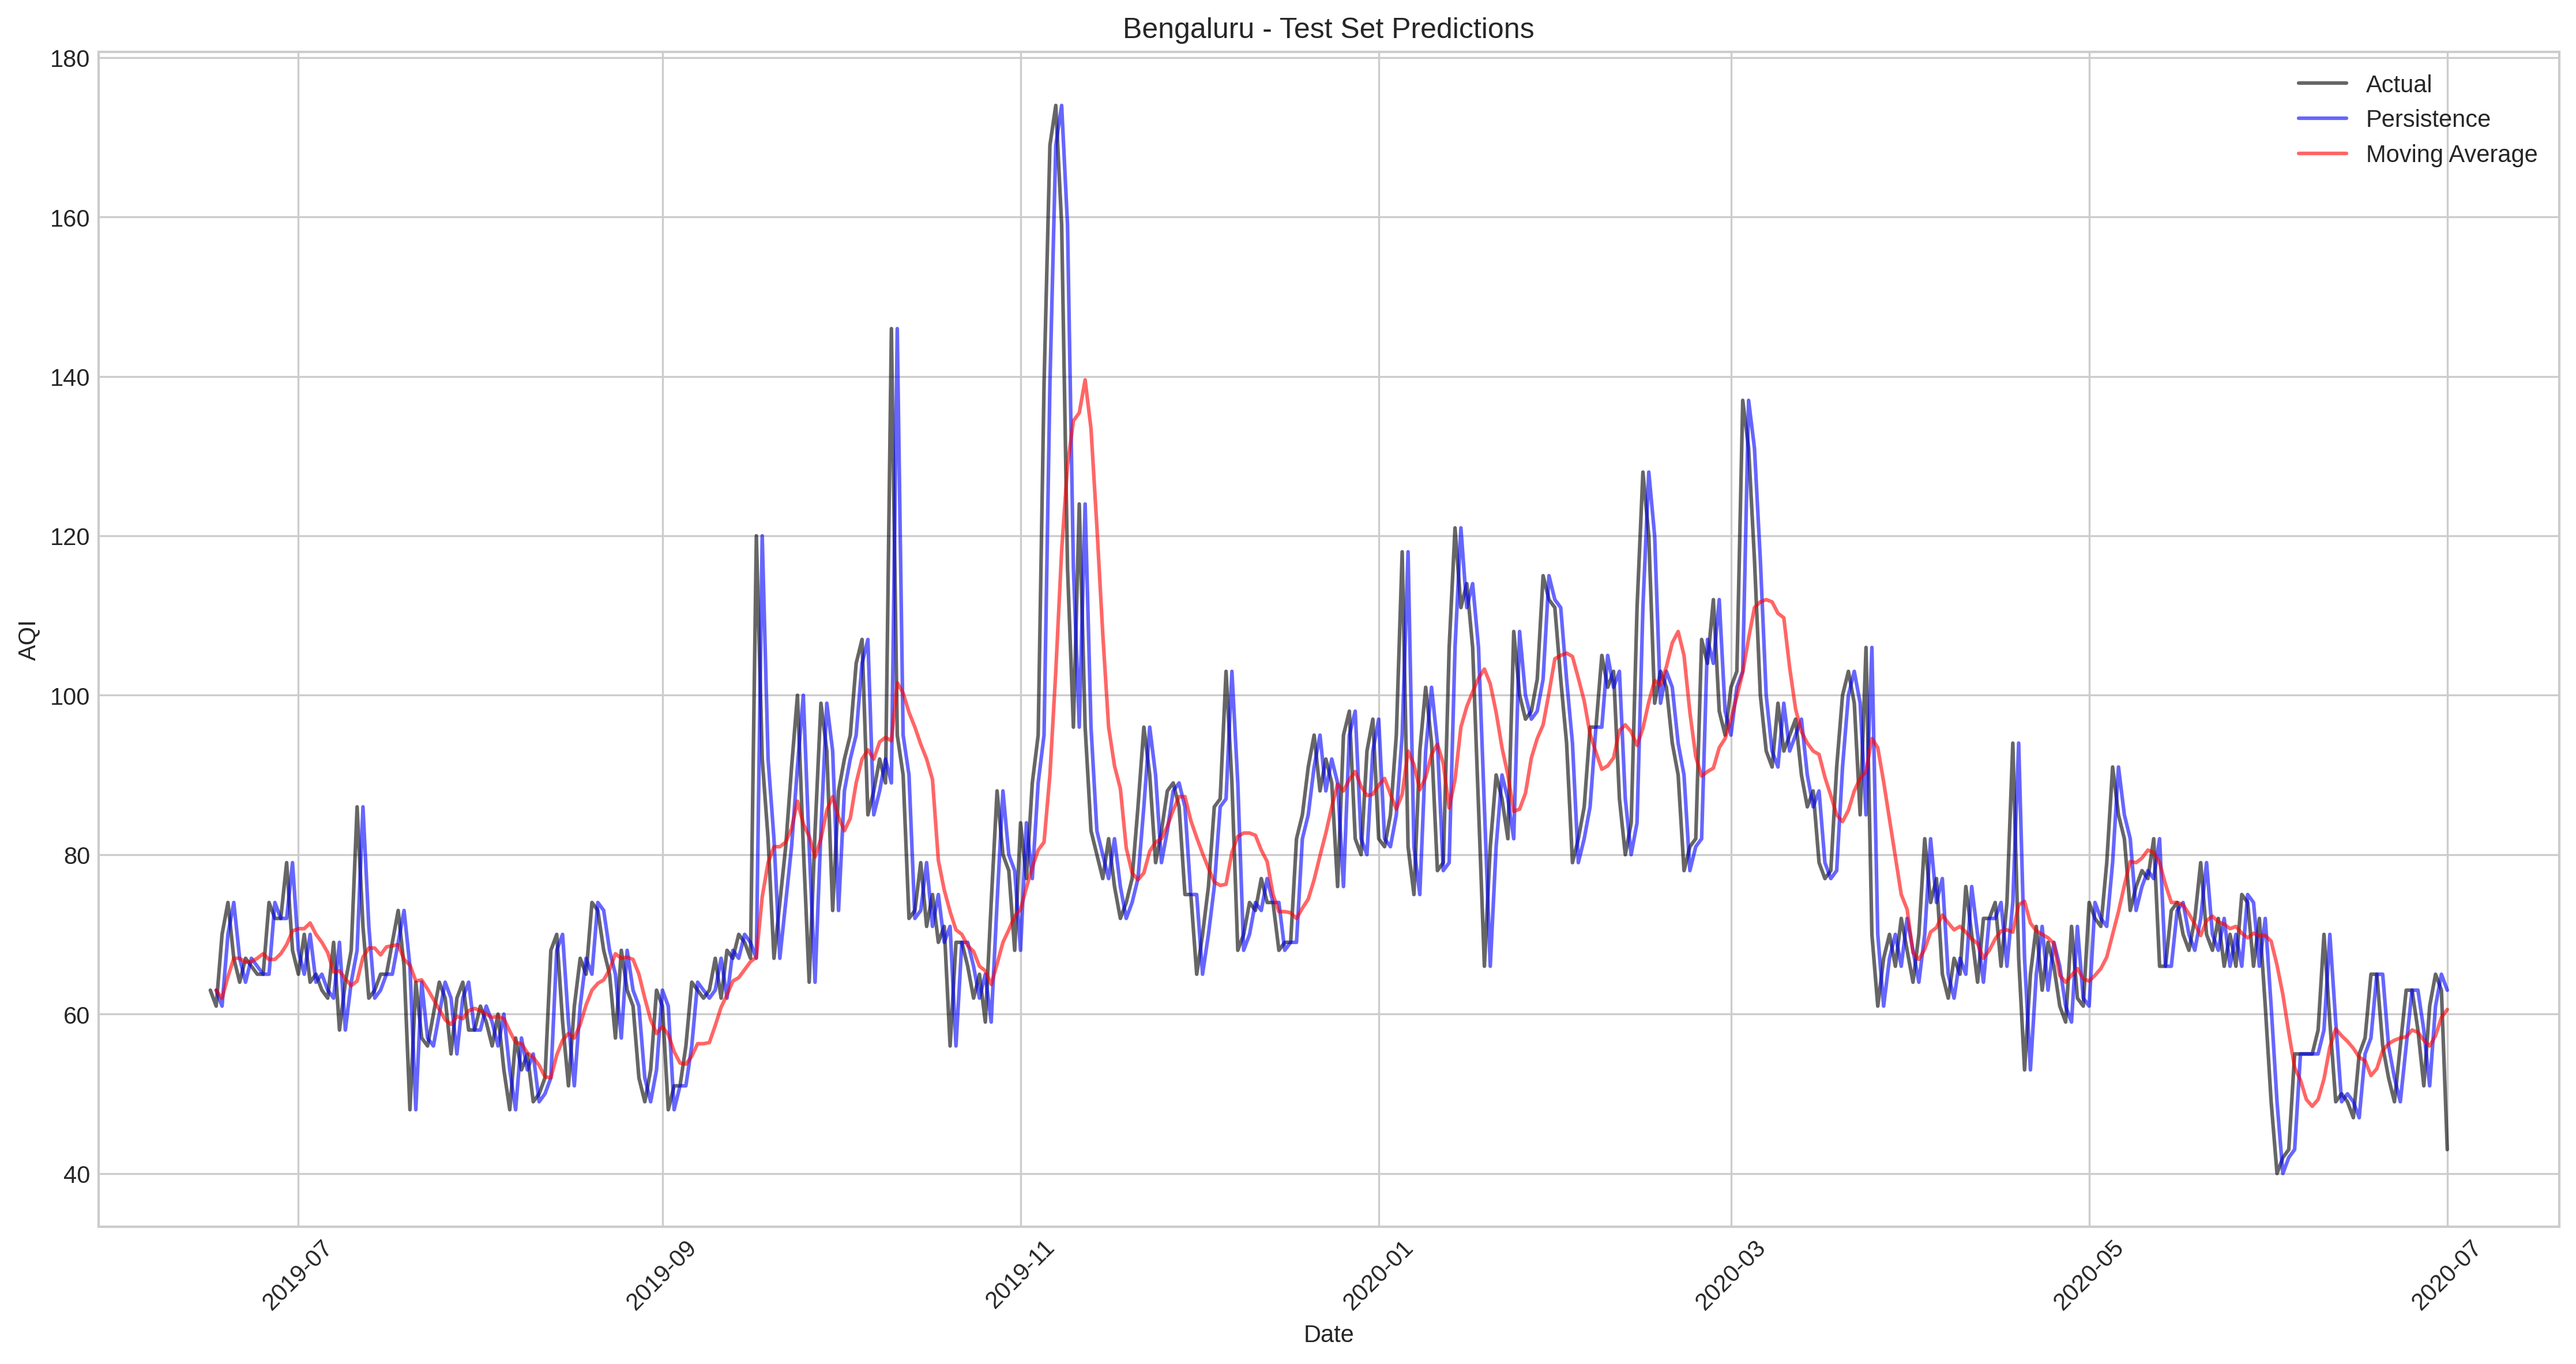 Bengaluru - Test Set Predictions
Actual
Persistence
Moving Average
AQI
180
160
140
120
100
80
60
40
2019-07
2019-09
2019-11
2020-01
2020-03
2020-05
2020-07
Date